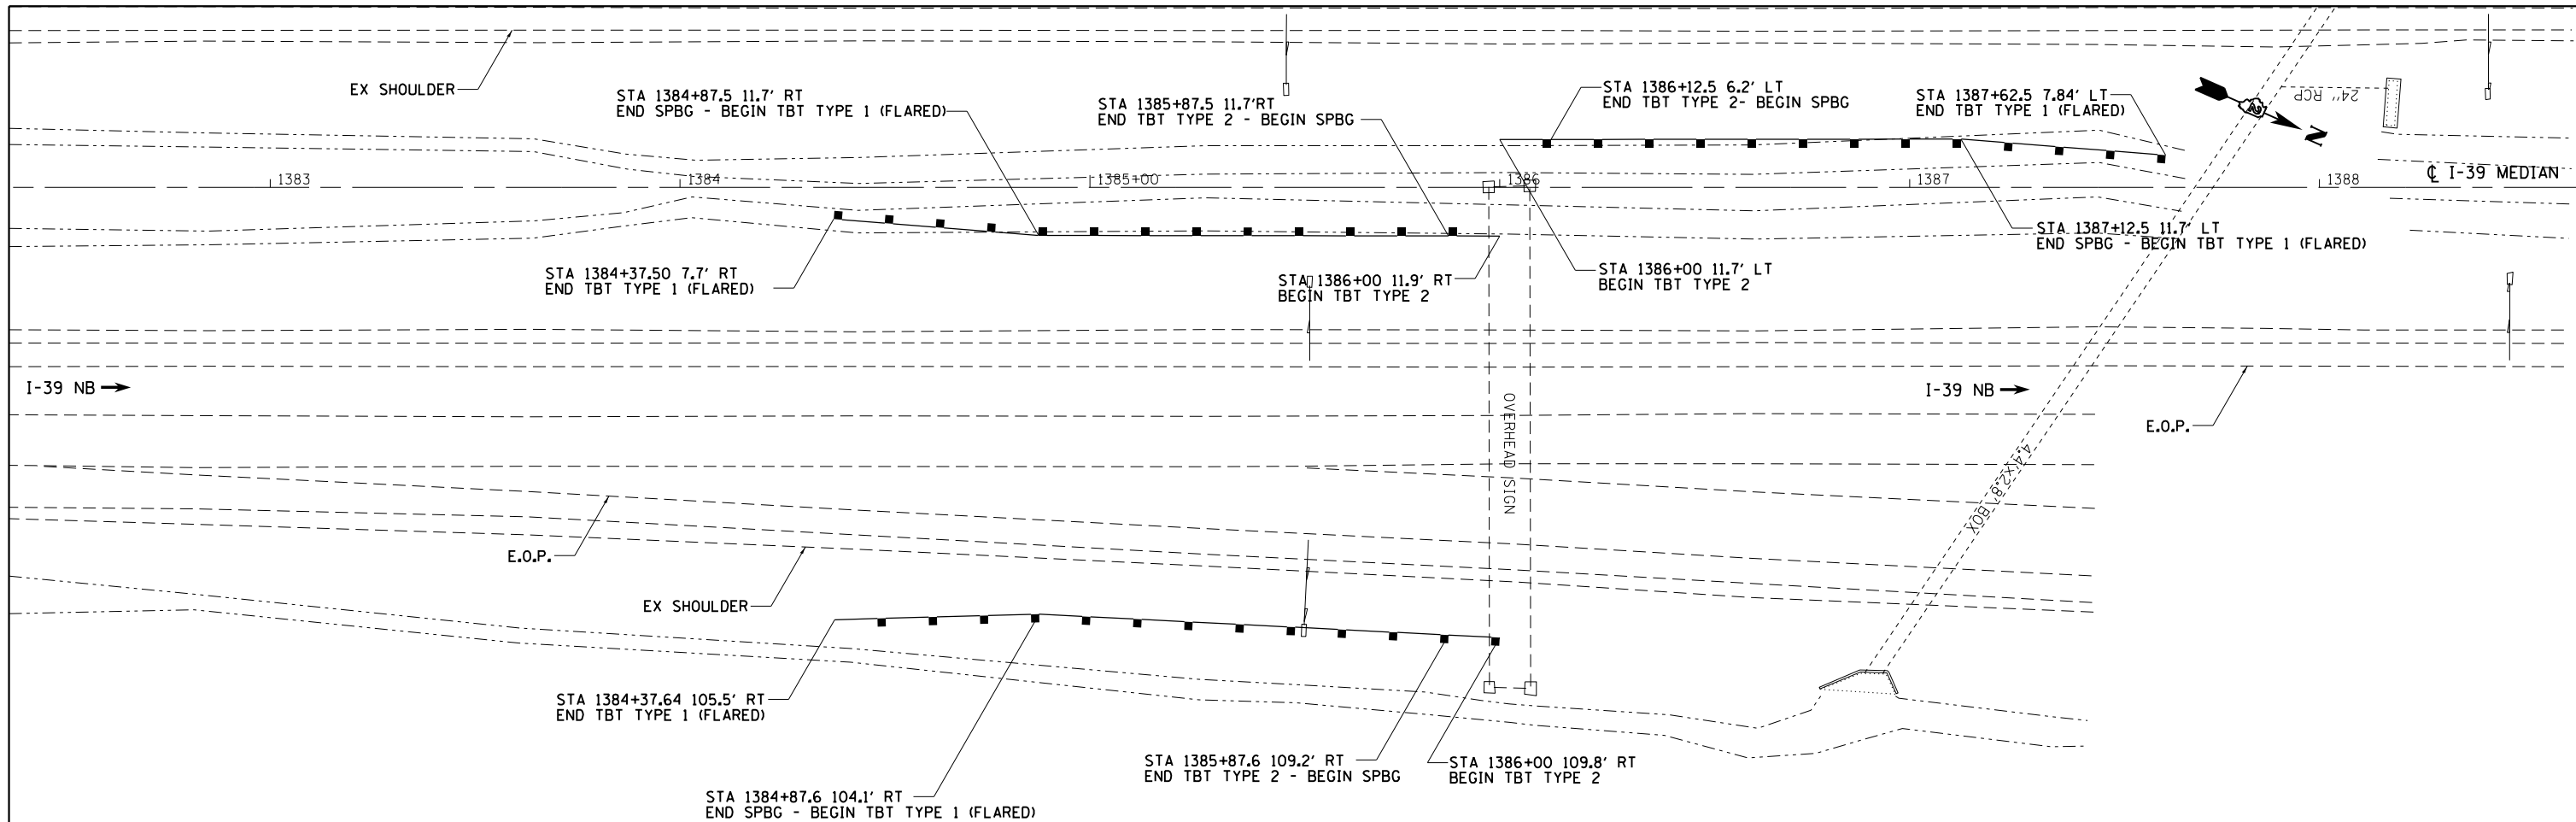 EX SHOULDER
STA 1384+87.5 11.7' RT
END SPBG - BEGIN TBT TYPE 1 (FLARED)
STA 1385+87.5 11.7'RT
END TBT TYPE 2 - BEGIN SPBG
STA 1386+12.5 6.2' LT
END TBT TYPE 2- BEGIN SPBG
STA 1387+62.5 7.84' LT
END TBT TYPE 1 (FLARED)
24'' RCP
N
1383
1384
1385+00
1386
1387
1388
℄ I-39 MEDIAN
STA 1384+37.50 7.7' RT
END TBT TYPE 1 (FLARED)
STA 1386+00 11.9' RT
BEGIN TBT TYPE 2
STA 1386+00 11.7' LT
BEGIN TBT TYPE 2
STA 1387+12.5 11.7' LT
END SPBG - BEGIN TBT TYPE 1 (FLARED)
I-39 NB
I-39 NB
OVERHEAD SIGN
E.O.P.
4.4'x2.8' BOX
E.O.P.
EX SHOULDER
STA 1384+37.64 105.5' RT
END TBT TYPE 1 (FLARED)
STA 1385+87.6 109.2' RT
END TBT TYPE 2 - BEGIN SPBG
STA 1386+00 109.8' RT
BEGIN TBT TYPE 2
STA 1384+87.6 104.1' RT
END SPBG - BEGIN TBT TYPE 1 (FLARED)